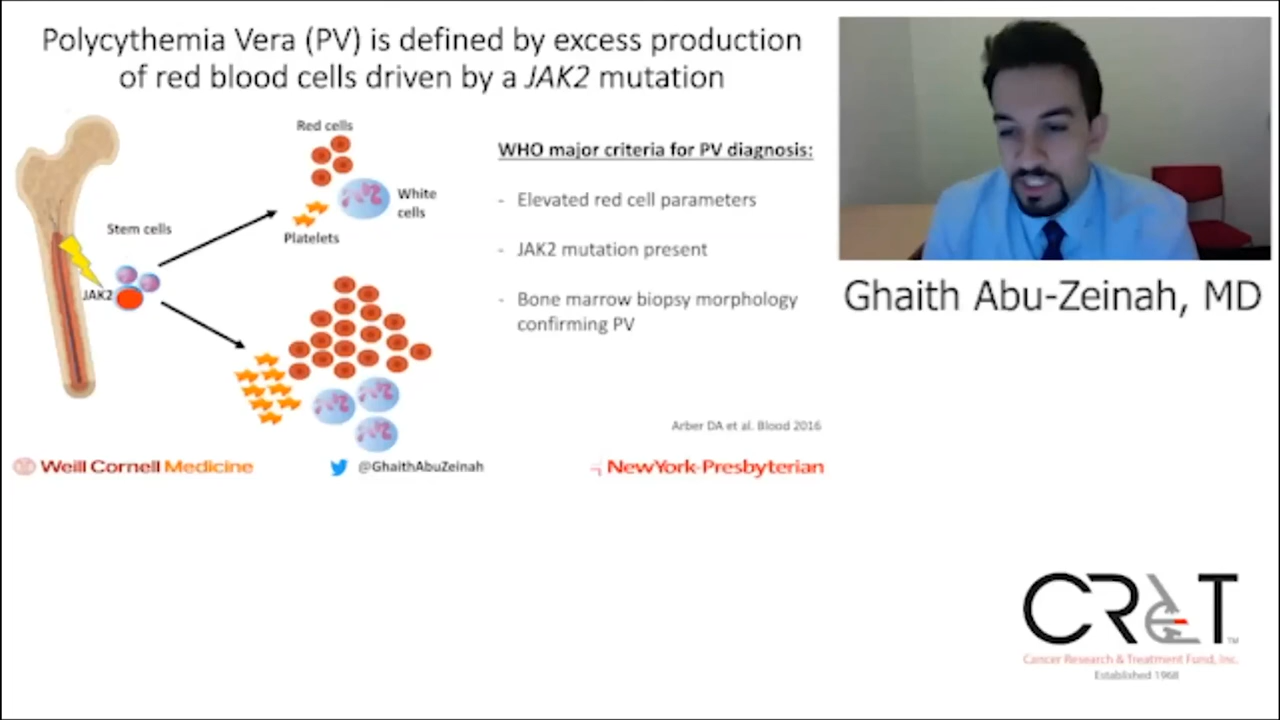 Polycythemia Vera (PV) is defined by excess production
of red blood cells driven by a JAK2 mutation
Red cells
White
cells
Platelets
Stem cells
JAK2
WHO major criteria for PV diagnosis:
- Elevated red cell parameters
- JAK2 mutation present
- Bone marrow biopsy morphology
confirming PV
Arber DA et al. Blood 2016
Weill Cornell Medicine
@GhaithAbuZeinah
NewYork-Presbyterian
Ghaith Abu-Zeinah, MD
CR&T™
Cancer Research & Treatment Fund, Inc.
Established 1968